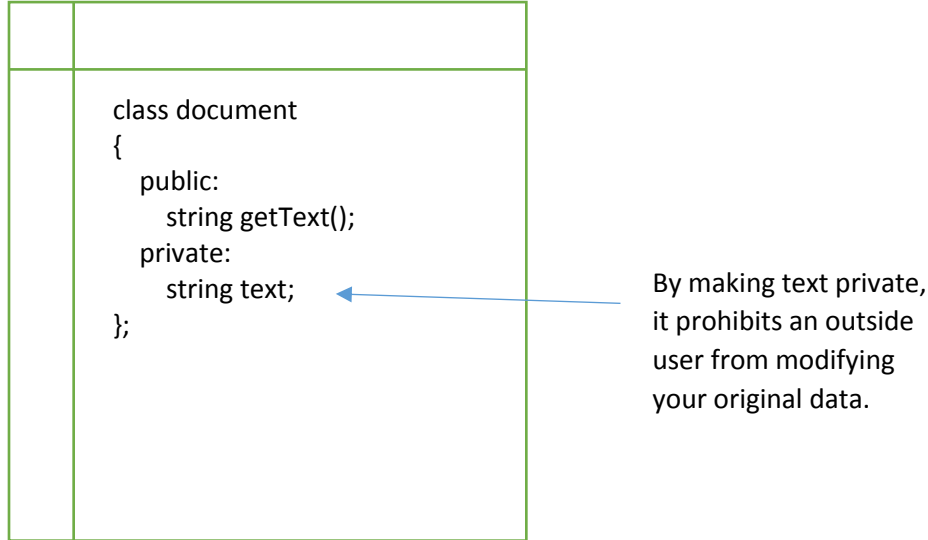 class document
{
public:
string getText();
private:
string text;
};
By making text private,
it prohibits an outside
user from modifying
your original data.